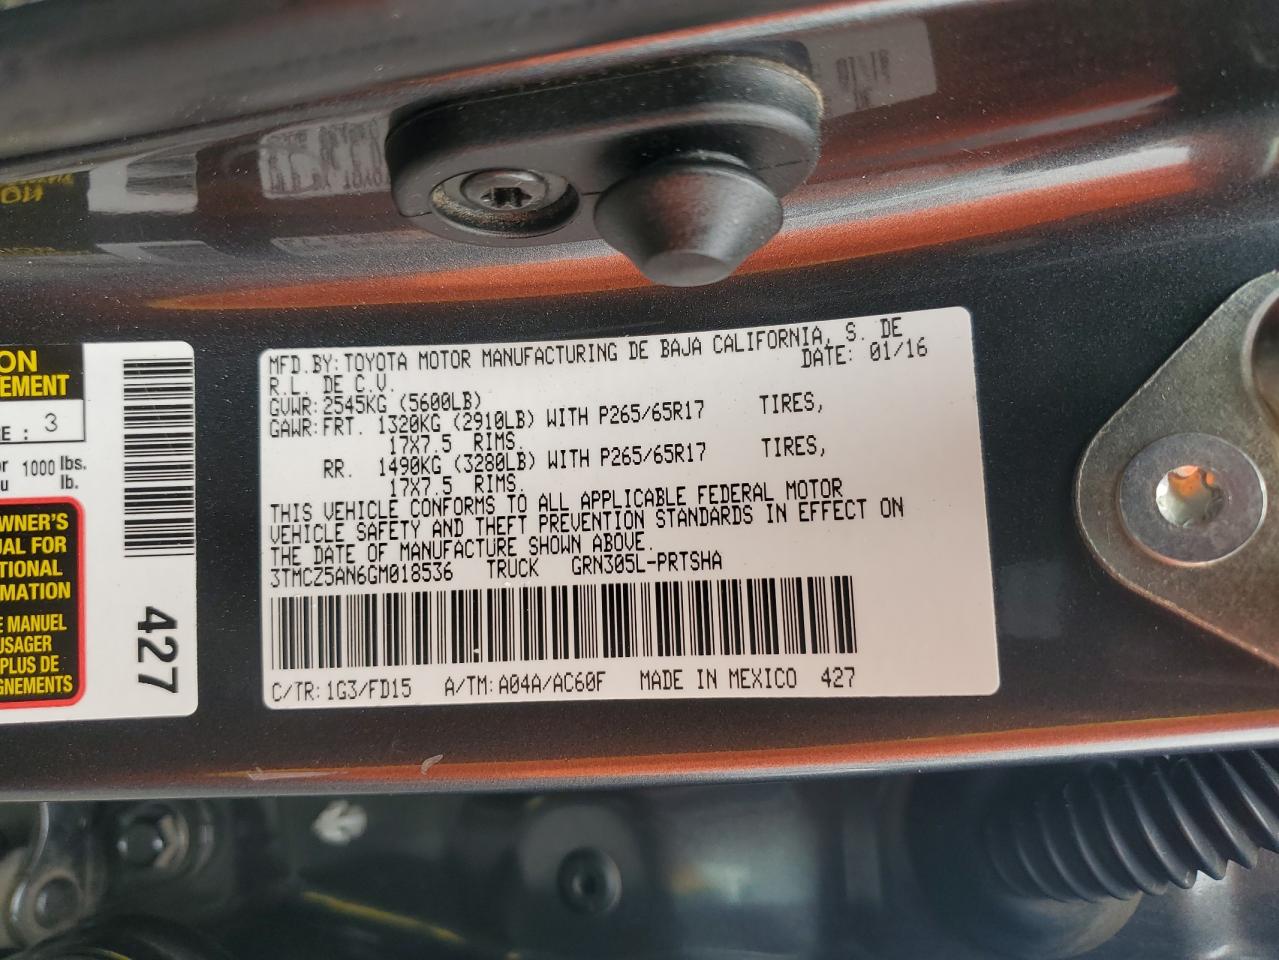 MFD.BY: TOYOTA MOTOR MANUFACTURING DE BAJA CALIFORNIA, S. DE
R.L. DE C.V. DATE: 01/16
GVWR: 2545KG (5600LB)
GAWR: FRT. 1320KG (2910LB) WITH P265/65R17 TIRES,
17X7.5 RIMS.
RR. 1490KG (3280LB) WITH P265/65R17 TIRES,
17X7.5 RIMS.
THIS VEHICLE CONFORMS TO ALL APPLICABLE FEDERAL MOTOR
VEHICLE SAFETY AND THEFT PREVENTION STANDARDS IN EFFECT ON
THE DATE OF MANUFACTURE SHOWN ABOVE.
3TMCZ5AN6GM018536 TRUCK GRN305L-PRTSHA
C/TR: 1G3/FD15 A/TM: A04A/AC60F MADE IN MEXICO 427
ON
EMENT
E : 3
or 1000 lbs.
u lb.
WNER'S
UAL FOR
TIONAL
RMATION
E MANUEL
USAGER
PLUS DE
GNEMENTS
427